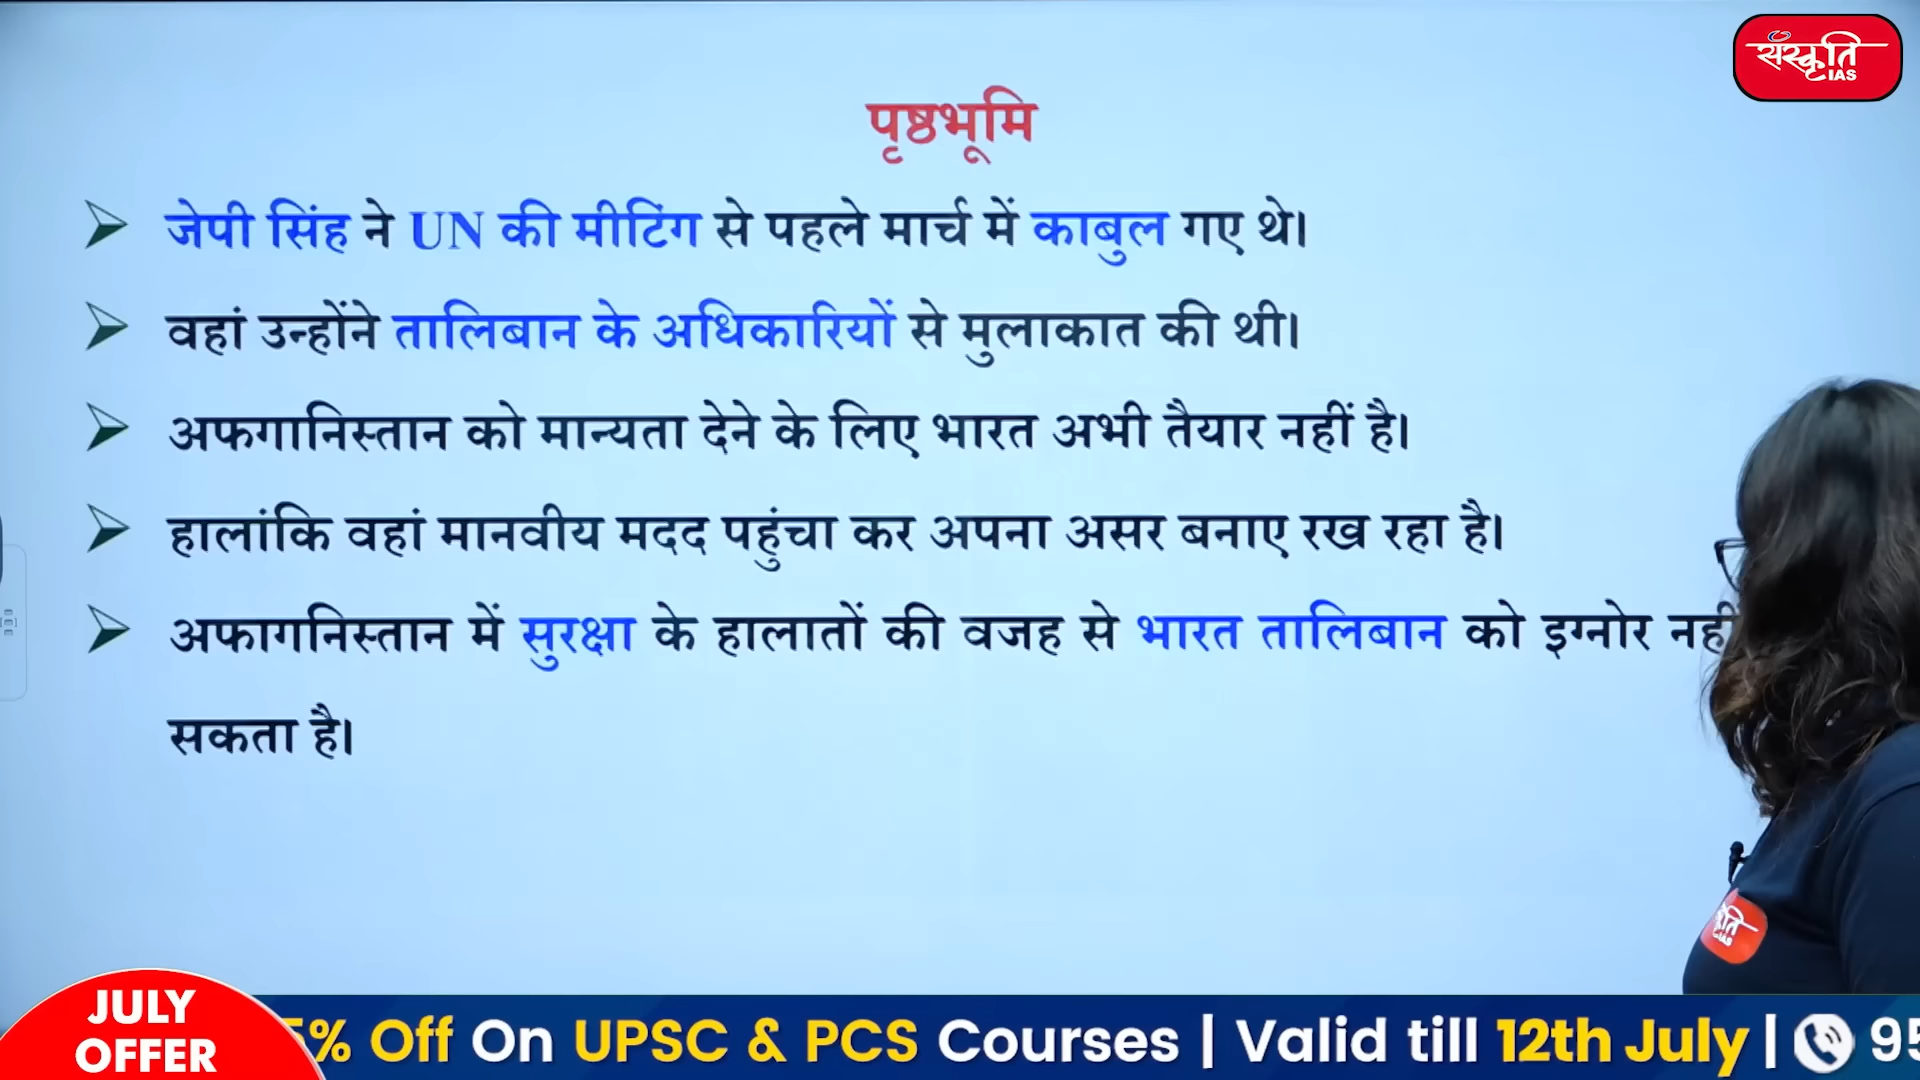 संस्कृति
IAS
पृष्ठभूमि
जेपी सिंह ने UN की मीटिंग से पहले मार्च में काबुल गए थे।
वहां उन्होंने तालिबान के अधिकारियों से मुलाकात की थी।
अफगानिस्तान को मान्यता देने के लिए भारत अभी तैयार नहीं है।
हालांकि वहां मानवीय मदद पहुंचा कर अपना असर बनाए रख रहा है।
अफागनिस्तान में सुरक्षा के हालातों की वजह से भारत तालिबान को इग्नोर नहीं
सकता है।
JULY
OFFER
5% Off On UPSC & PCS Courses | Valid till 12th July | 95